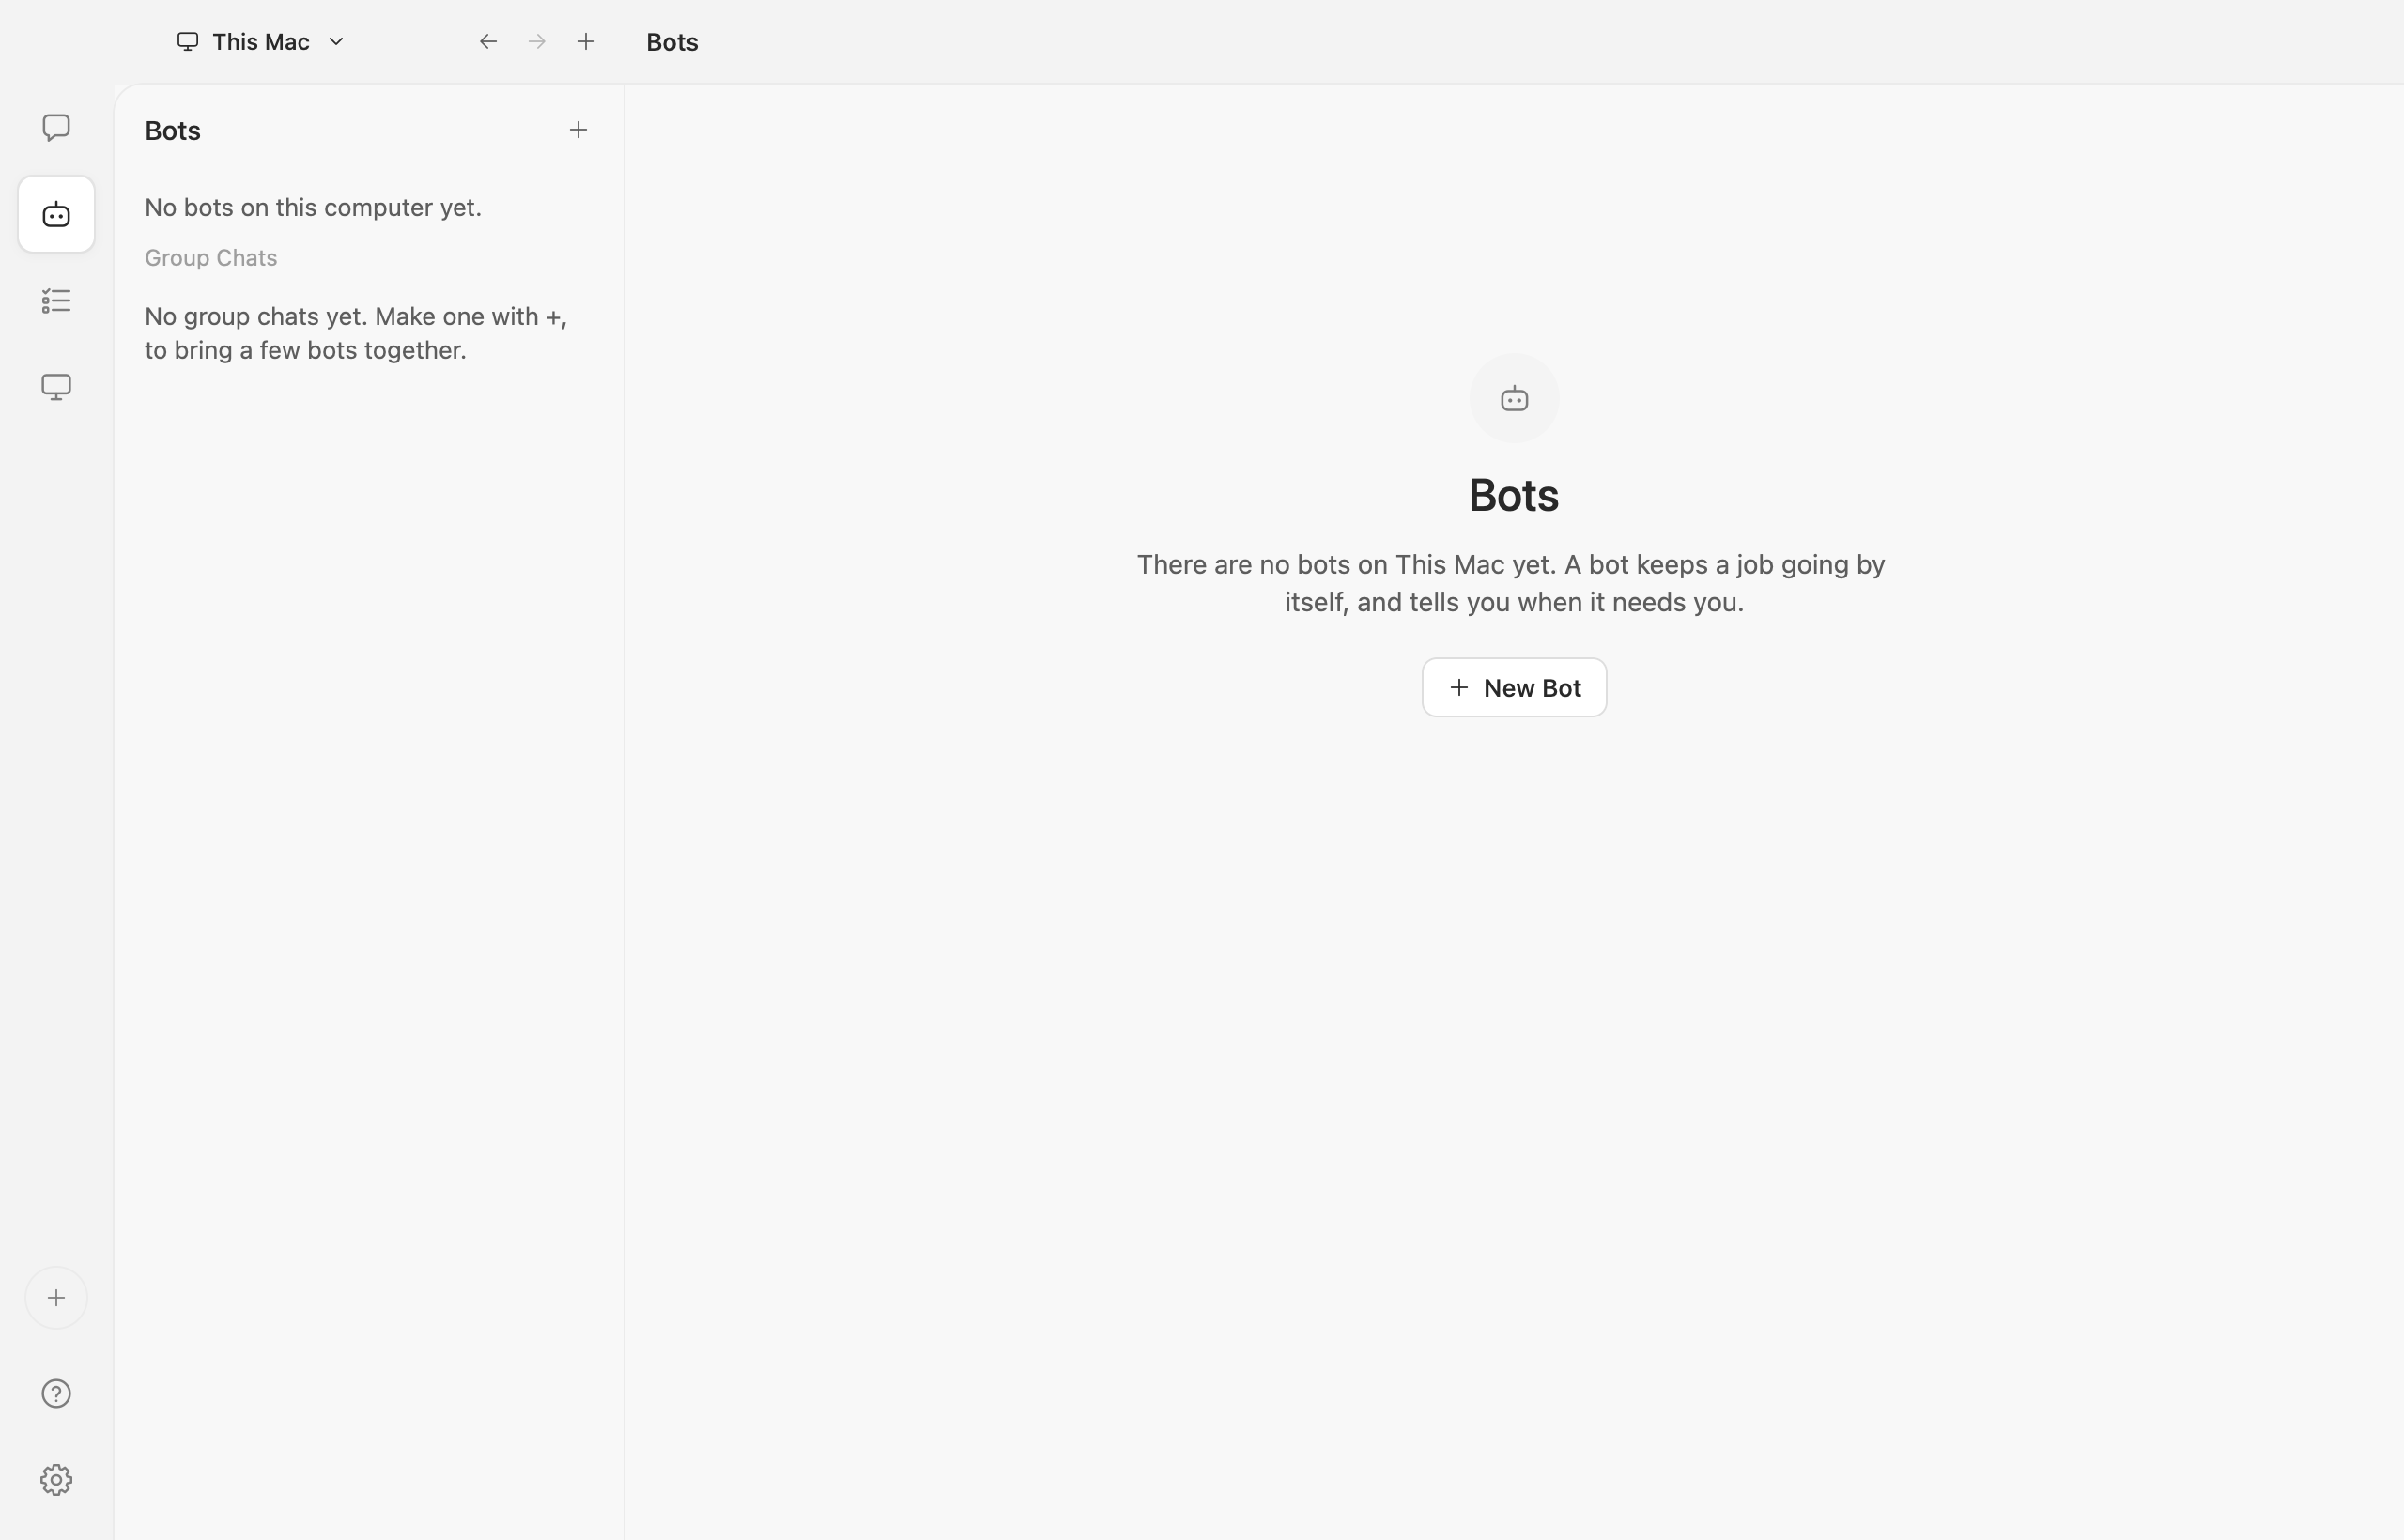 This Mac
Bots
Bots
No bots on this computer yet.
Group Chats
No group chats yet. Make one with +,
to bring a few bots together.
Bots
There are no bots on This Mac yet. A bot keeps a job going by
itself, and tells you when it needs you.
New Bot